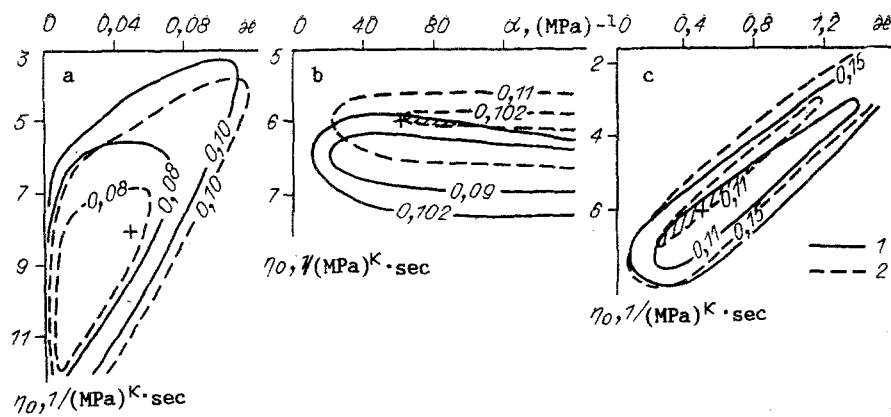 0 0,04 0,08 æ
3
5
7
9
11
a
0,08
0,08
0,10
0,10
η₀, 1/(MPa)ᴷ·sec
40 80 α, (MPa)⁻¹
5
6
7
b
0,11
0,102
0,09
0,102
η₀, 1/(MPa)ᴷ·sec
0 0,4 0,8 1,2 æ
2
4
6
c
0,15
0,11
0,11
0,15
1
2
η₀, 1/(MPa)ᴷ·sec